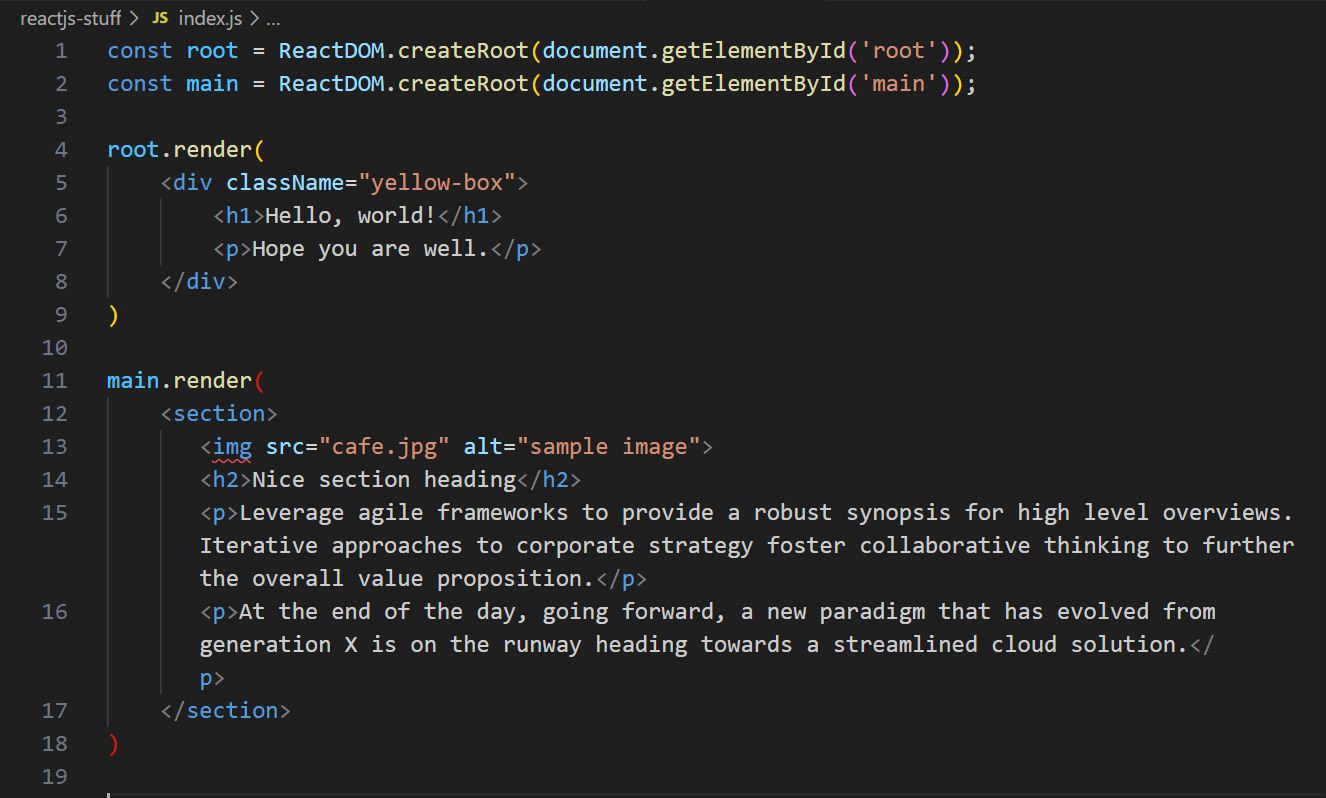 reactjs-stuff > JS index.js > ...
1 const root = ReactDOM.createRoot(document.getElementById('root'));
2 const main = ReactDOM.createRoot(document.getElementById('main'));
3
4 root.render(
5     <div className="yellow-box">
6         <h1>Hello, world!</h1>
7         <p>Hope you are well.</p>
8     </div>
9 )
10
11 main.render(
12     <section>
13        <img src="cafe.jpg" alt="sample image">
14        <h2>Nice section heading</h2>
15        <p>Leverage agile frameworks to provide a robust synopsis for high level overviews.
       Iterative approaches to corporate strategy foster collaborative thinking to further
       the overall value proposition.</p>
16        <p>At the end of the day, going forward, a new paradigm that has evolved from
       generation X is on the runway heading towards a streamlined cloud solution.</
       p>
17     </section>
18 )
19